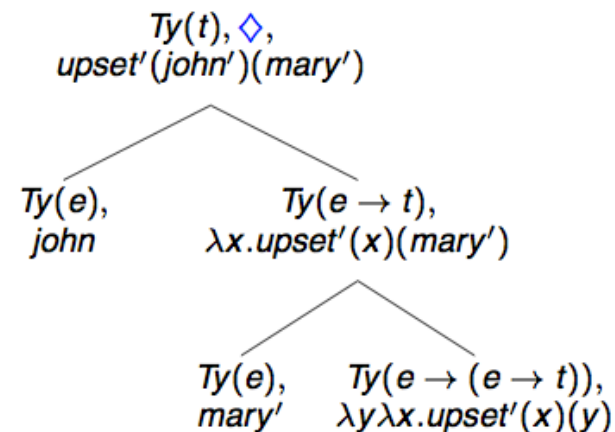 Ty(t), ◇,
upset′(john′)(mary′)
Ty(e),
john
Ty(e → t),
λx.upset′(x)(mary′)
Ty(e),
mary′
Ty(e → (e → t)),
λyλx.upset′(x)(y)